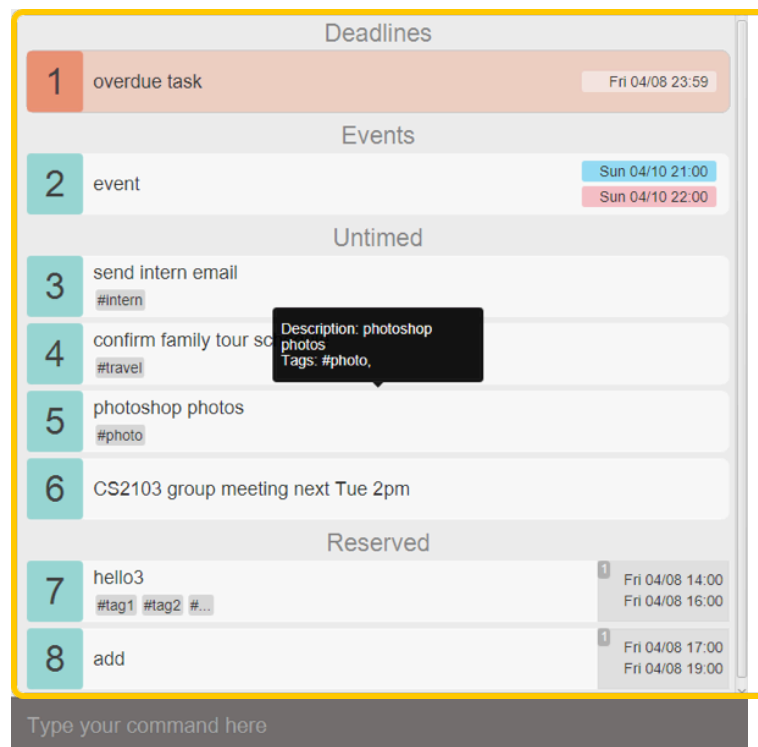 Deadlines
1 overdue task Fri 04/08 23:59
Events
2 event Sun 04/10 21:00
Sun 04/10 22:00
Untimed
3 send intern email
#intern
4 confirm family tour sc
#travel
Description: photoshop
photos
Tags: #photo,
5 photoshop photos
#photo
6 CS2103 group meeting next Tue 2pm
Reserved
7 hello3 1 Fri 04/08 14:00
#tag1 #tag2 #... Fri 04/08 16:00
8 add 1 Fri 04/08 17:00
Fri 04/08 19:00
Type your command here